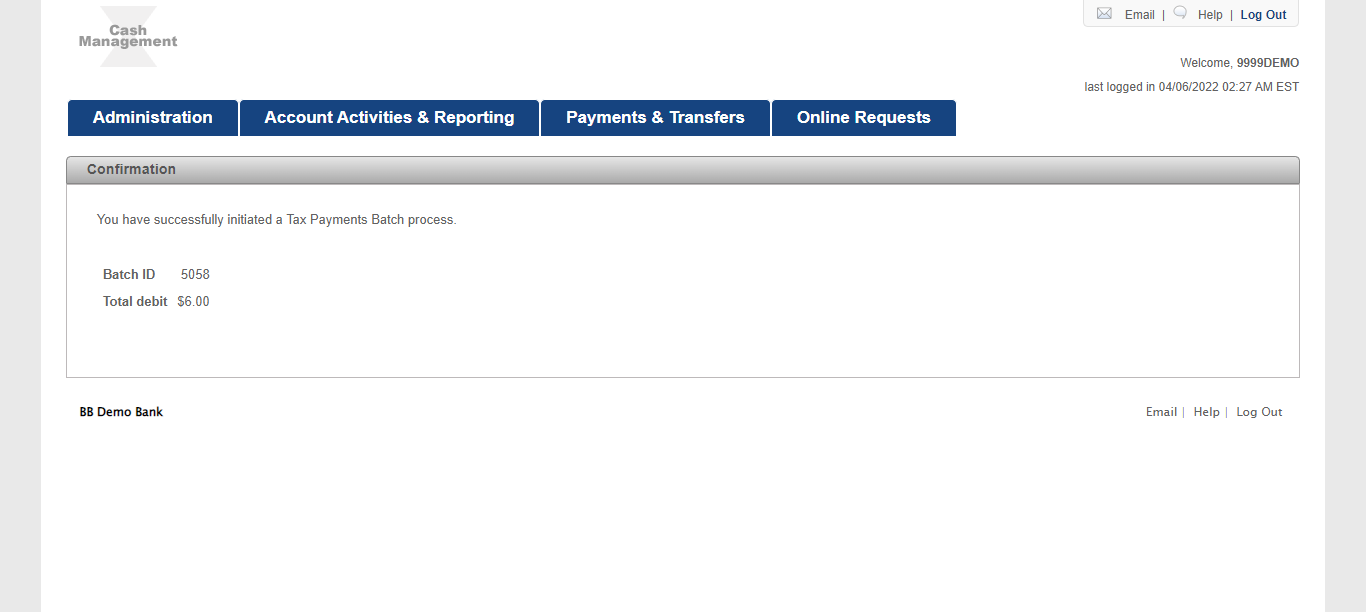 Cash
Management
Email | Help | Log Out
Welcome, 9999DEMO
last logged in 04/06/2022 02:27 AM EST
Administration Account Activities & Reporting Payments & Transfers Online Requests
Confirmation
You have successfully initiated a Tax Payments Batch process.
Batch ID 5058
Total debit $6.00
BB Demo Bank Email | Help | Log Out